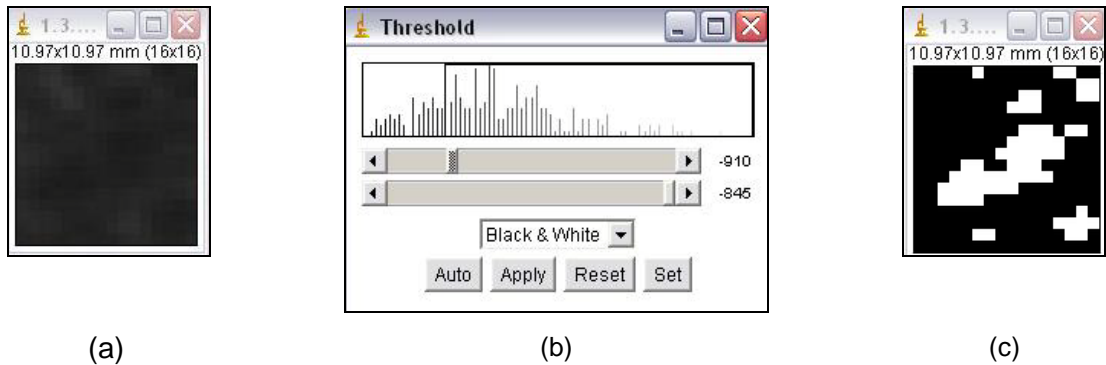 1.3....
10.97x10.97 mm (16x16)
Threshold
-910
-845
Black & White
Auto
Apply
Reset
Set
1.3....
10.97x10.97 mm (16x16)
(a)
(b)
(c)